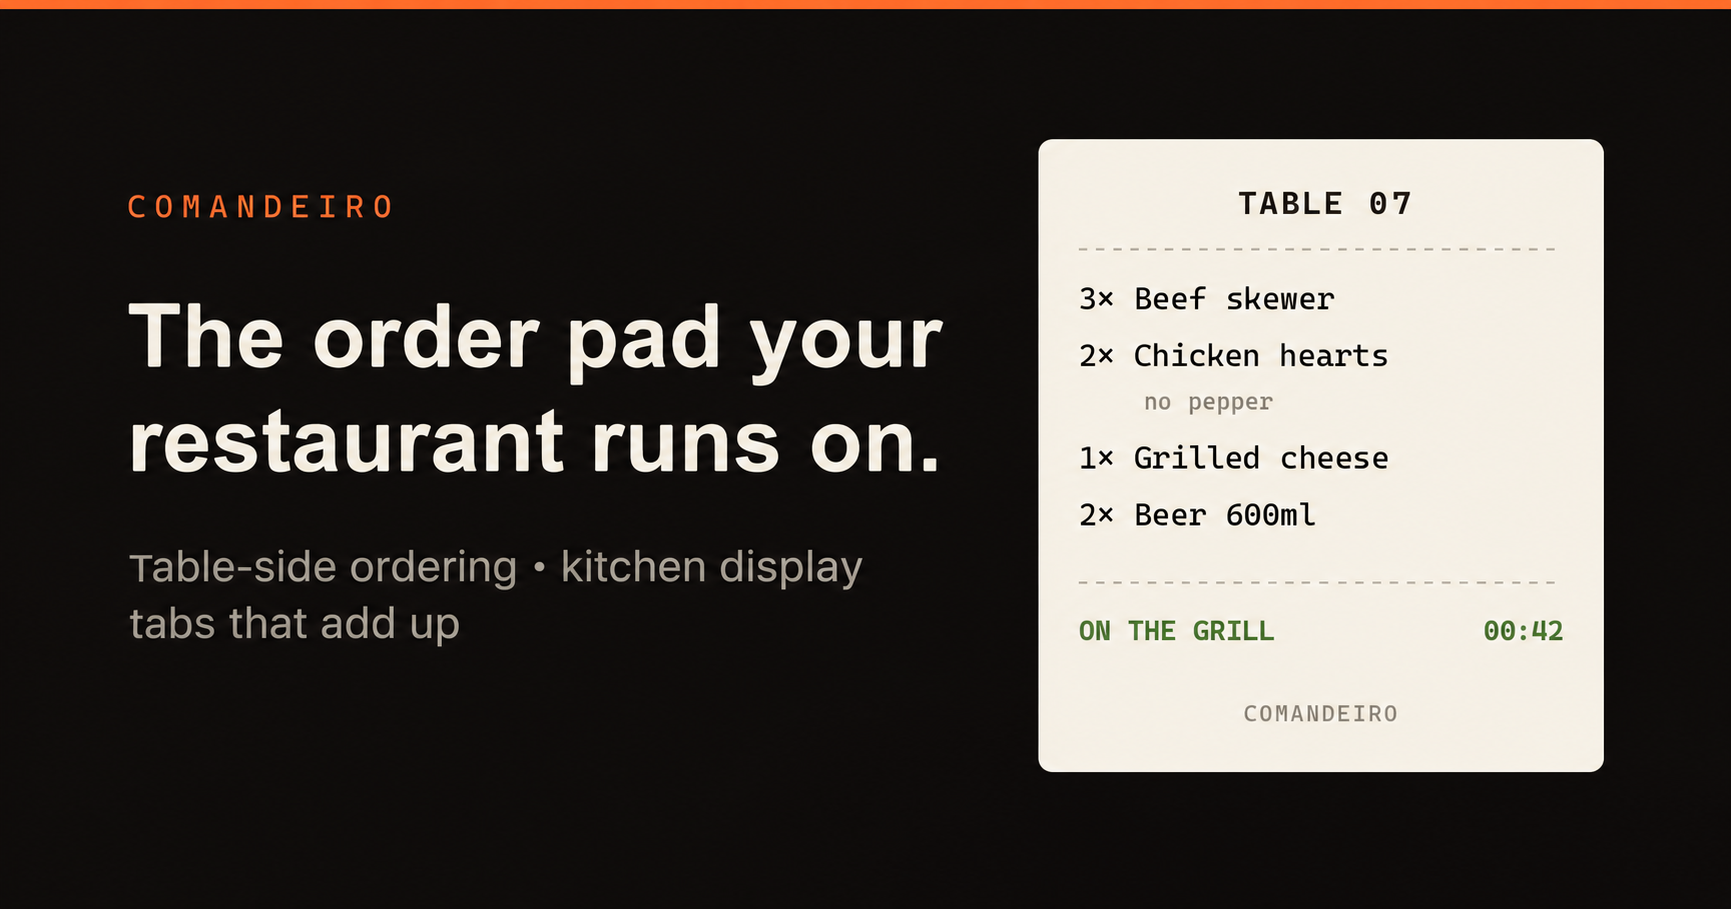 COMANDEIRO
The order pad your
restaurant runs on.
Table-side ordering • kitchen display
tabs that add up
TABLE 07
3× Beef skewer
2× Chicken hearts
no pepper
1× Grilled cheese
2× Beer 600ml
ON THE GRILL 00:42
COMANDEIRO